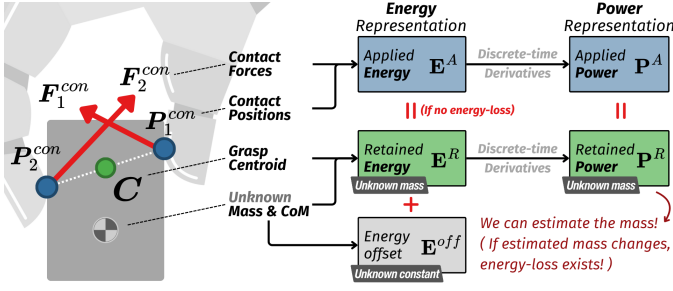 Energy
Representation
Power
Representation
F_1^{con}
F_2^{con}
P_1^{con}
P_2^{con}
C
Contact
Forces
Contact
Positions
Grasp
Centroid
Unknown
Mass & CoM
Applied
Energy E^A
Discrete-time
Derivatives
Applied
Power P^A
(If no energy-loss)
Retained
Energy E^R
Unknown mass
Discrete-time
Derivatives
Retained
Power P^R
Unknown mass
+
Energy
offset E^{off}
Unknown constant
We can estimate the mass!
( If estimated mass changes,
energy-loss exists! )